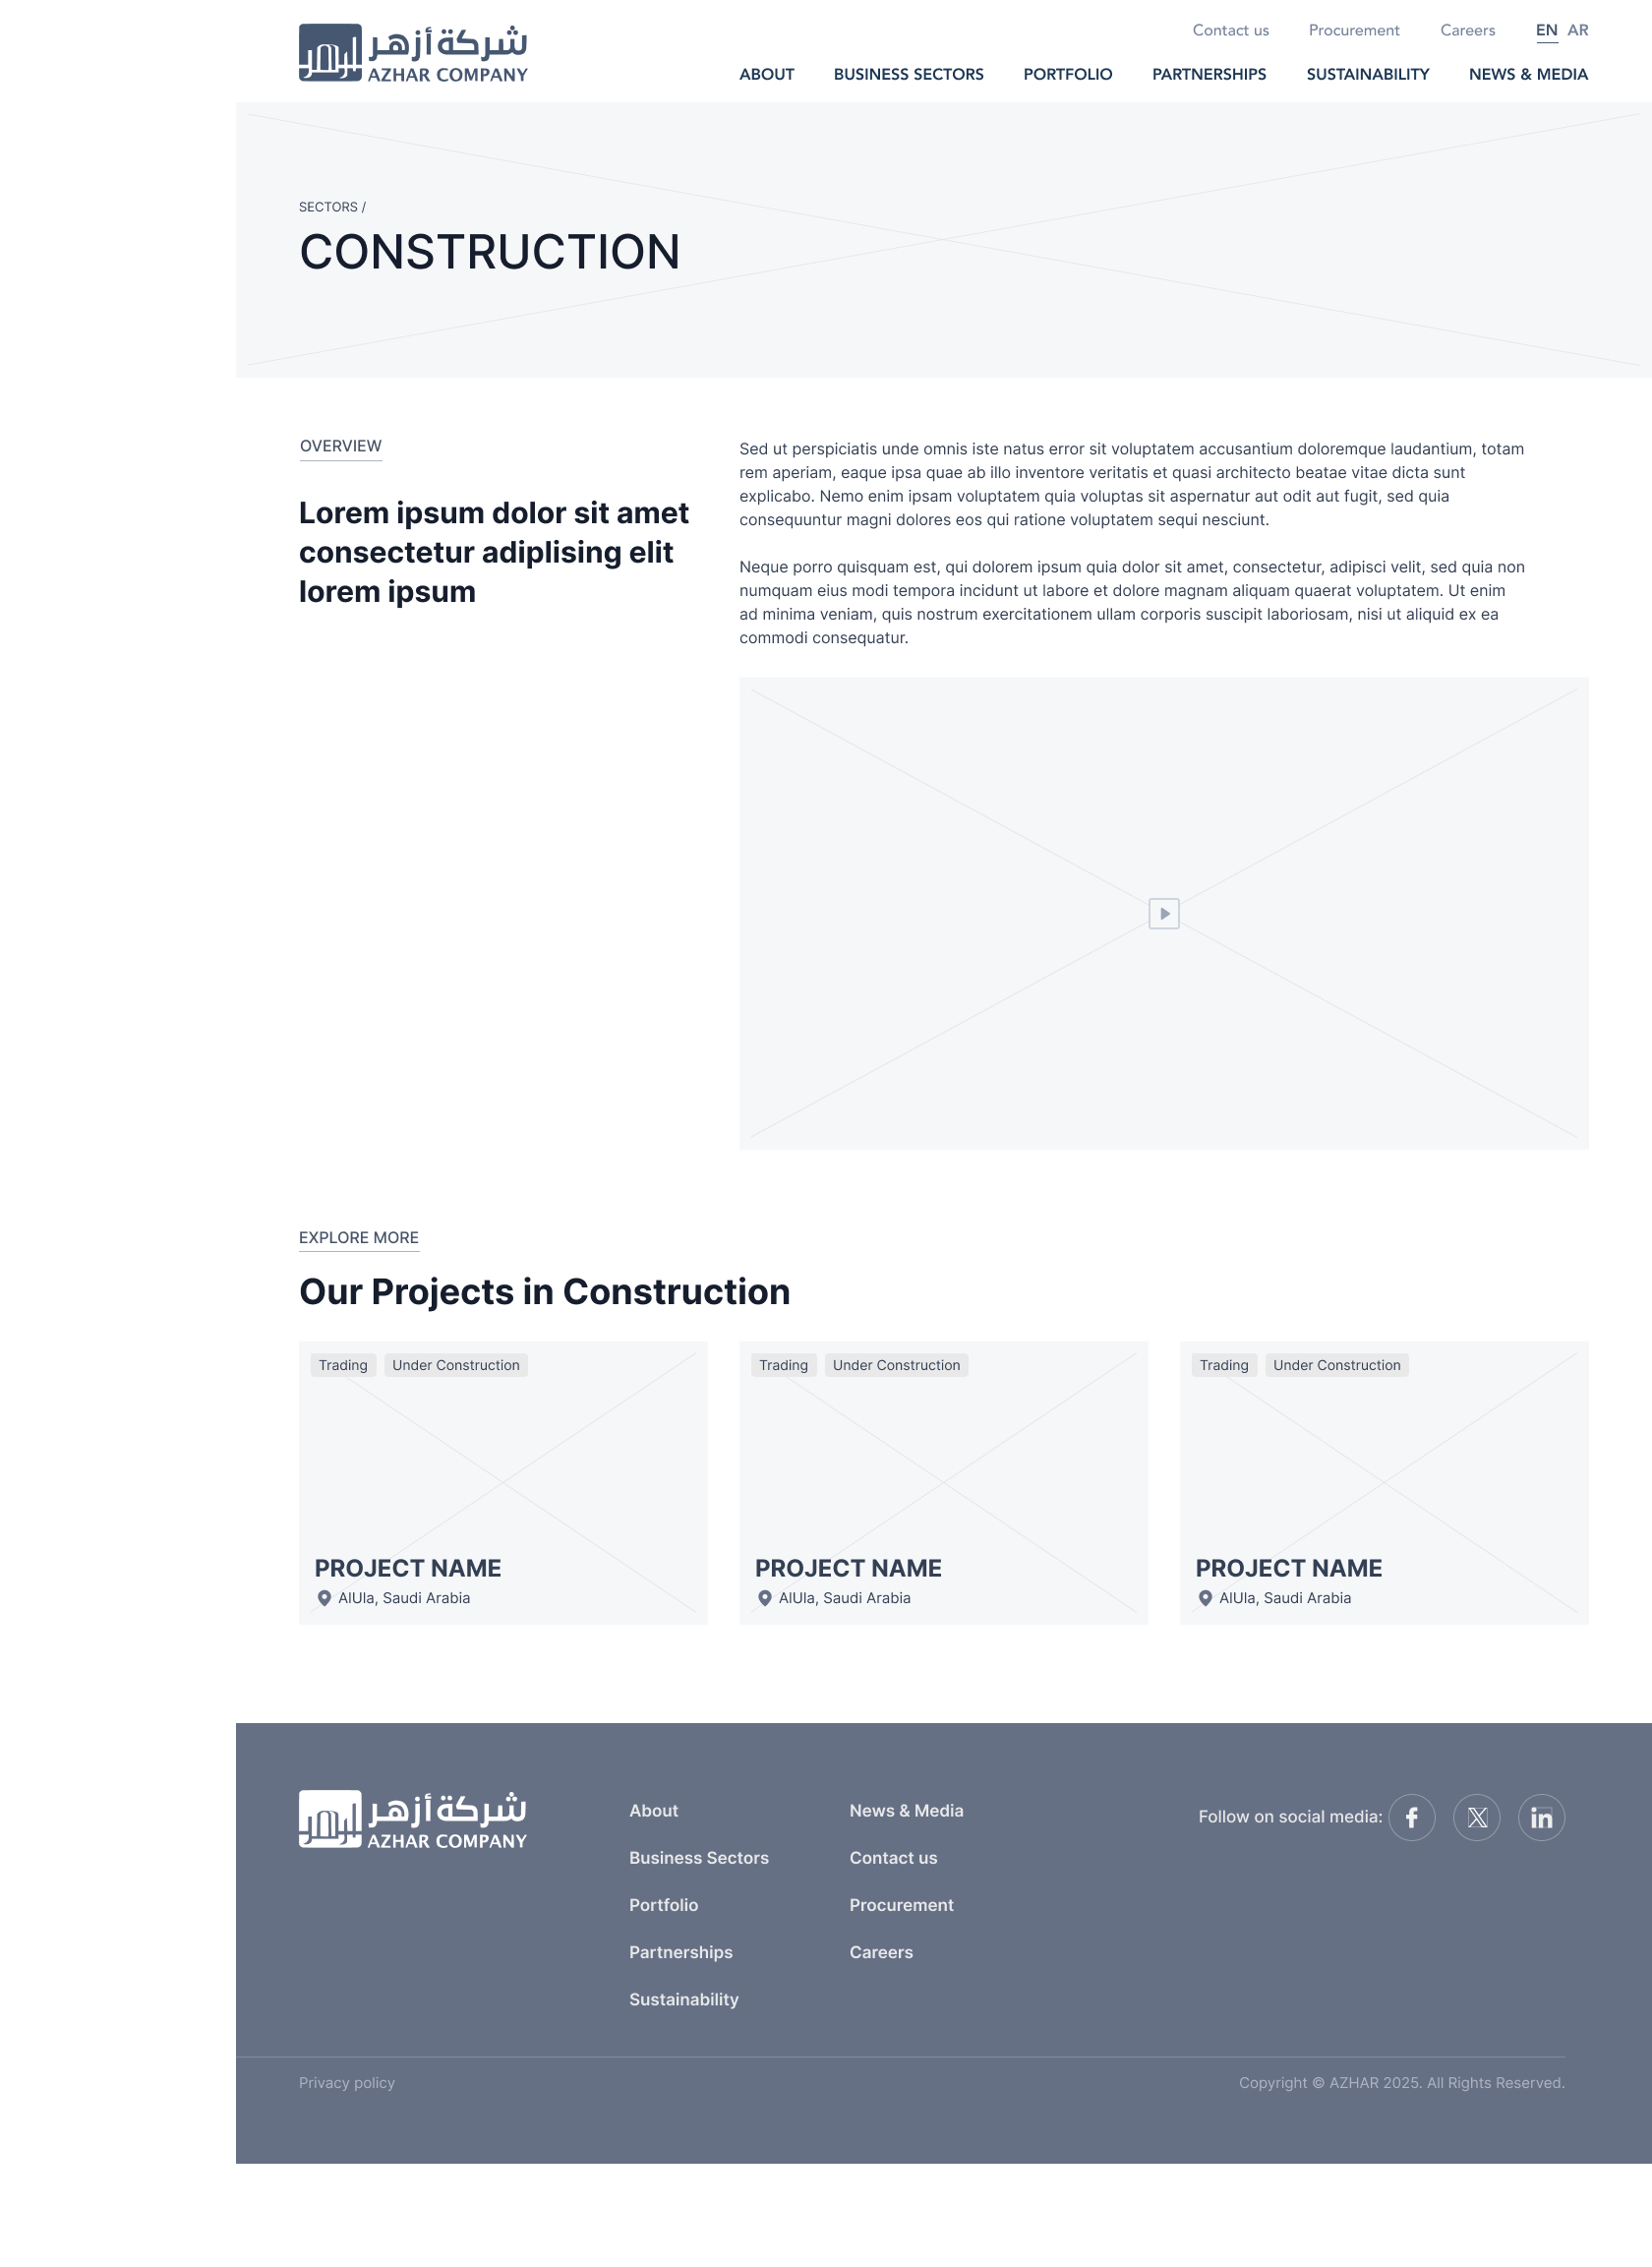 شركة أزهر
AZHAR COMPANY
Contact us Procurement Careers EN AR
ABOUT BUSINESS SECTORS PORTFOLIO PARTNERSHIPS SUSTAINABILITY NEWS & MEDIA
SECTORS /
CONSTRUCTION
OVERVIEW
Lorem ipsum dolor sit amet
consectetur adiplising elit
lorem ipsum
Sed ut perspiciatis unde omnis iste natus error sit voluptatem accusantium doloremque laudantium, totam
rem aperiam, eaque ipsa quae ab illo inventore veritatis et quasi architecto beatae vitae dicta sunt
explicabo. Nemo enim ipsam voluptatem quia voluptas sit aspernatur aut odit aut fugit, sed quia
consequuntur magni dolores eos qui ratione voluptatem sequi nesciunt.
Neque porro quisquam est, qui dolorem ipsum quia dolor sit amet, consectetur, adipisci velit, sed quia non
numquam eius modi tempora incidunt ut labore et dolore magnam aliquam quaerat voluptatem. Ut enim
ad minima veniam, quis nostrum exercitationem ullam corporis suscipit laboriosam, nisi ut aliquid ex ea
commodi consequatur.
EXPLORE MORE
Our Projects in Construction
Trading Under Construction
PROJECT NAME
AlUla, Saudi Arabia
Trading Under Construction
PROJECT NAME
AlUla, Saudi Arabia
Trading Under Construction
PROJECT NAME
AlUla, Saudi Arabia
شركة أزهر
AZHAR COMPANY
About
Business Sectors
Portfolio
Partnerships
Sustainability
News & Media
Contact us
Procurement
Careers
Follow on social media:
Privacy policy
Copyright © AZHAR 2025. All Rights Reserved.